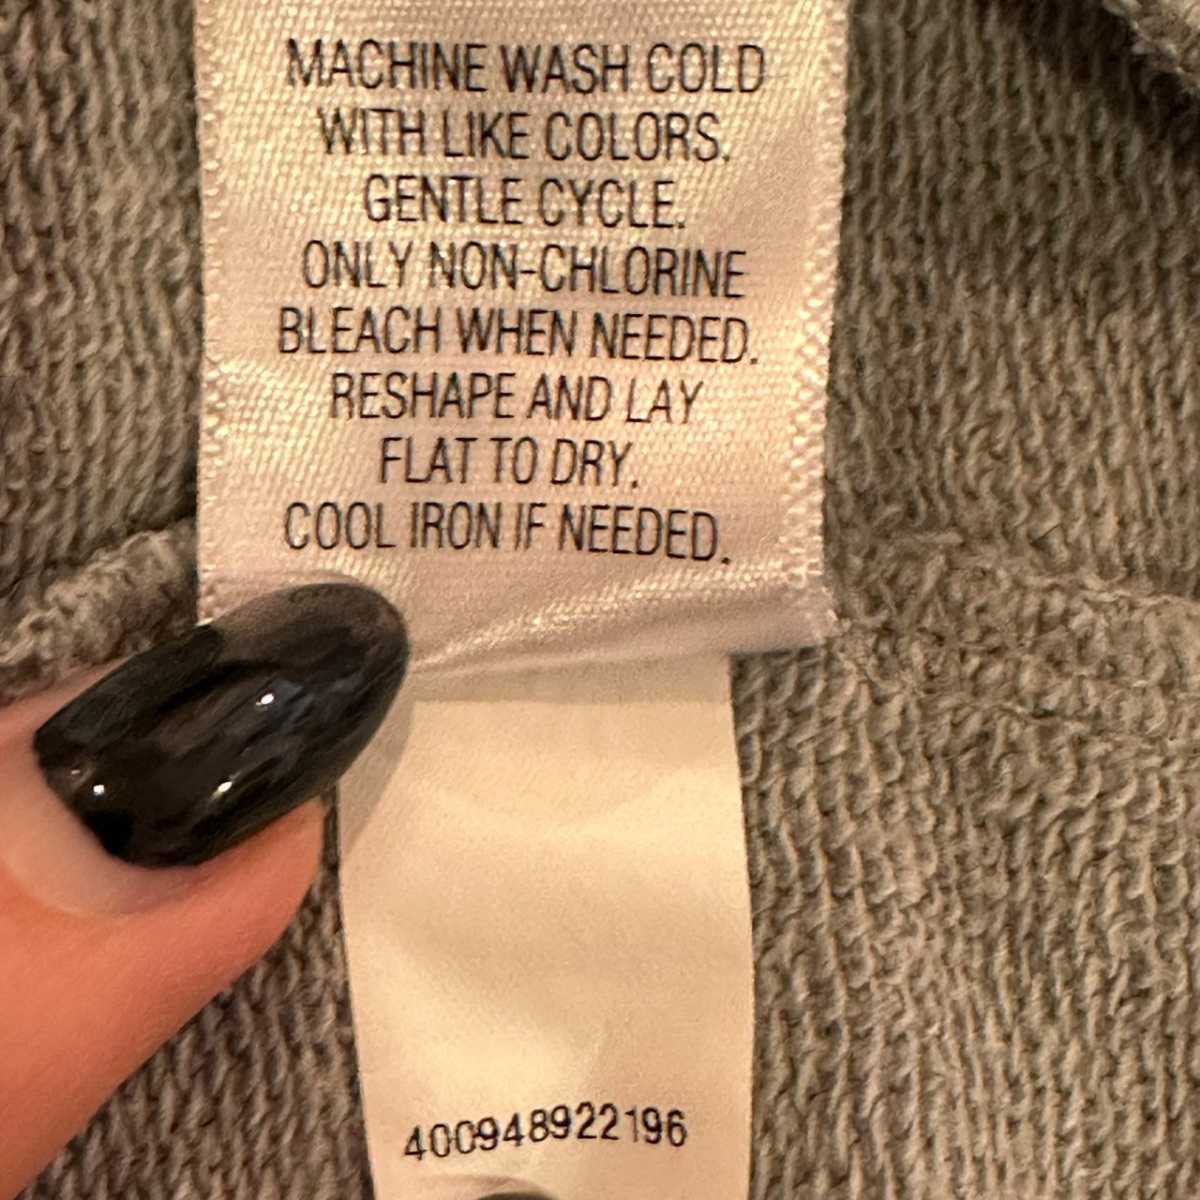 MACHINE WASH COLD
WITH LIKE COLORS.
GENTLE CYCLE.
ONLY NON-CHLORINE
BLEACH WHEN NEEDED.
RESHAPE AND LAY
FLAT TO DRY.
COOL IRON IF NEEDED.
400948922196